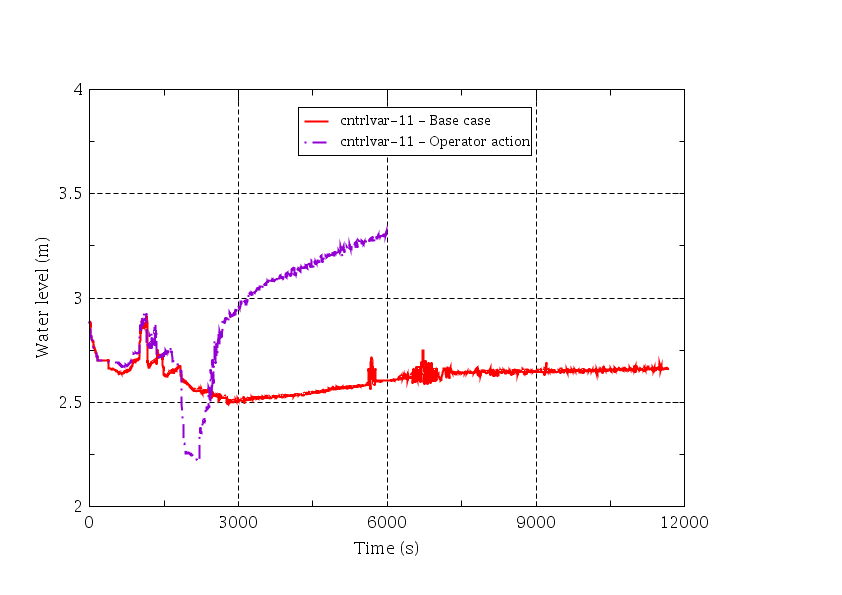 4
cntrlvar-11 - Base case
cntrlvar-11 - Operator action
3.5
3
2.5
2
Water level (m)
0 3000 6000 9000 12000
Time (s)